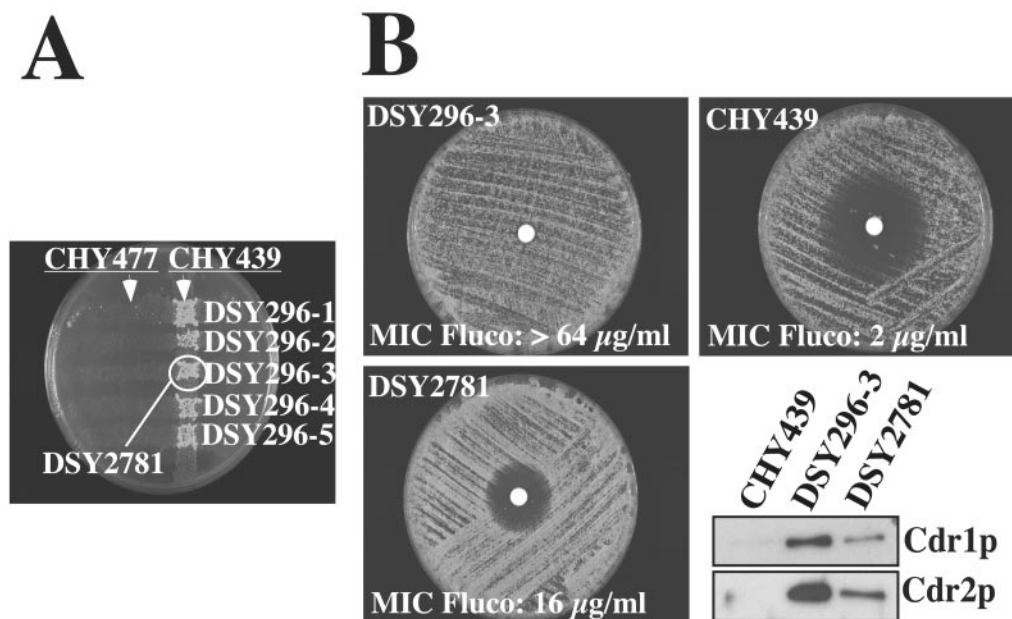 A
B
CHY477 CHY439
DSY296-1
DSY296-2
DSY296-3
DSY296-4
DSY296-5
DSY2781
DSY296-3
MIC Fluco: > 64 µg/ml
CHY439
MIC Fluco: 2 µg/ml
DSY2781
MIC Fluco: 16 µg/ml
CHY439
DSY296-3
DSY2781
Cdr1p
Cdr2p